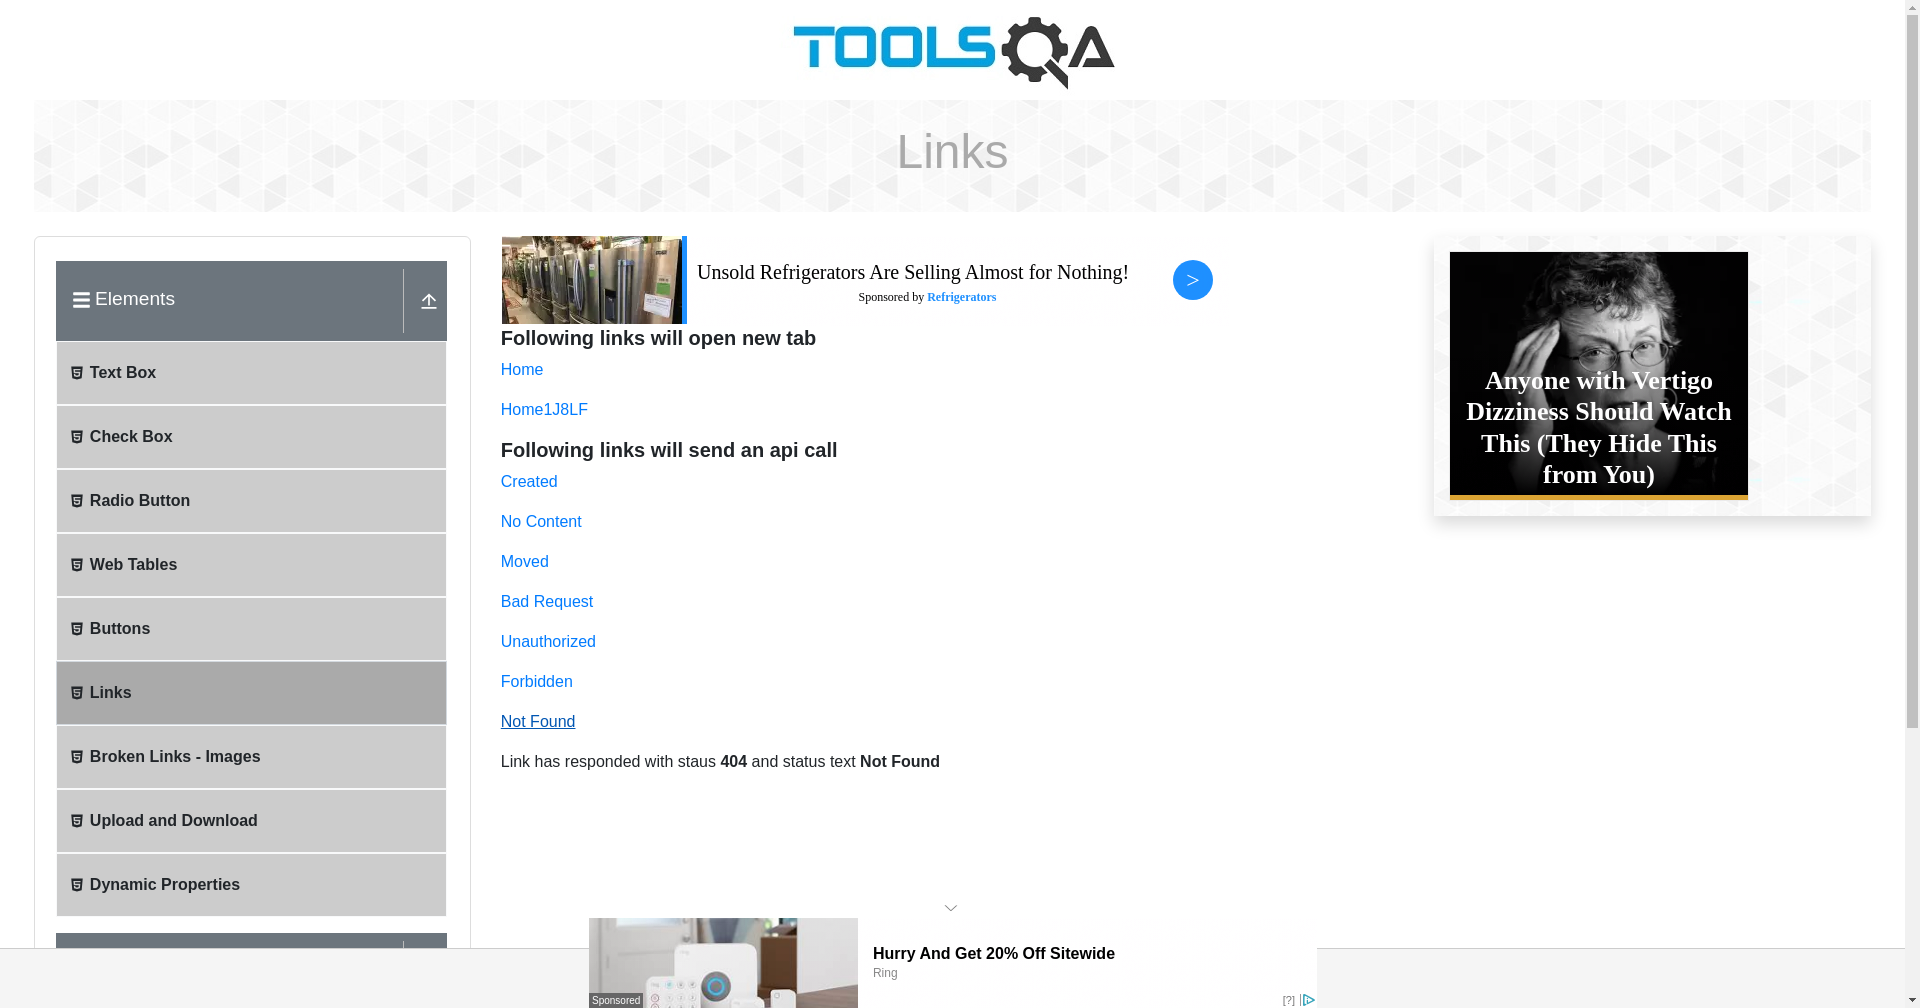 TOOLSQA
Links
Elements
Text Box
Check Box
Radio Button
Web Tables
Buttons
Links
Broken Links - Images
Upload and Download
Dynamic Properties
Unsold Refrigerators Are Selling Almost for Nothing!
Sponsored by Refrigerators
>
Following links will open new tab
Home
Home1J8LF
Following links will send an api call
Created
No Content
Moved
Bad Request
Unauthorized
Forbidden
Not Found
Link has responded with staus 404 and status text Not Found
Anyone with Vertigo
Dizziness Should Watch
This (They Hide This
from You)
Hurry And Get 20% Off Sitewide
Ring
Sponsored
[?]